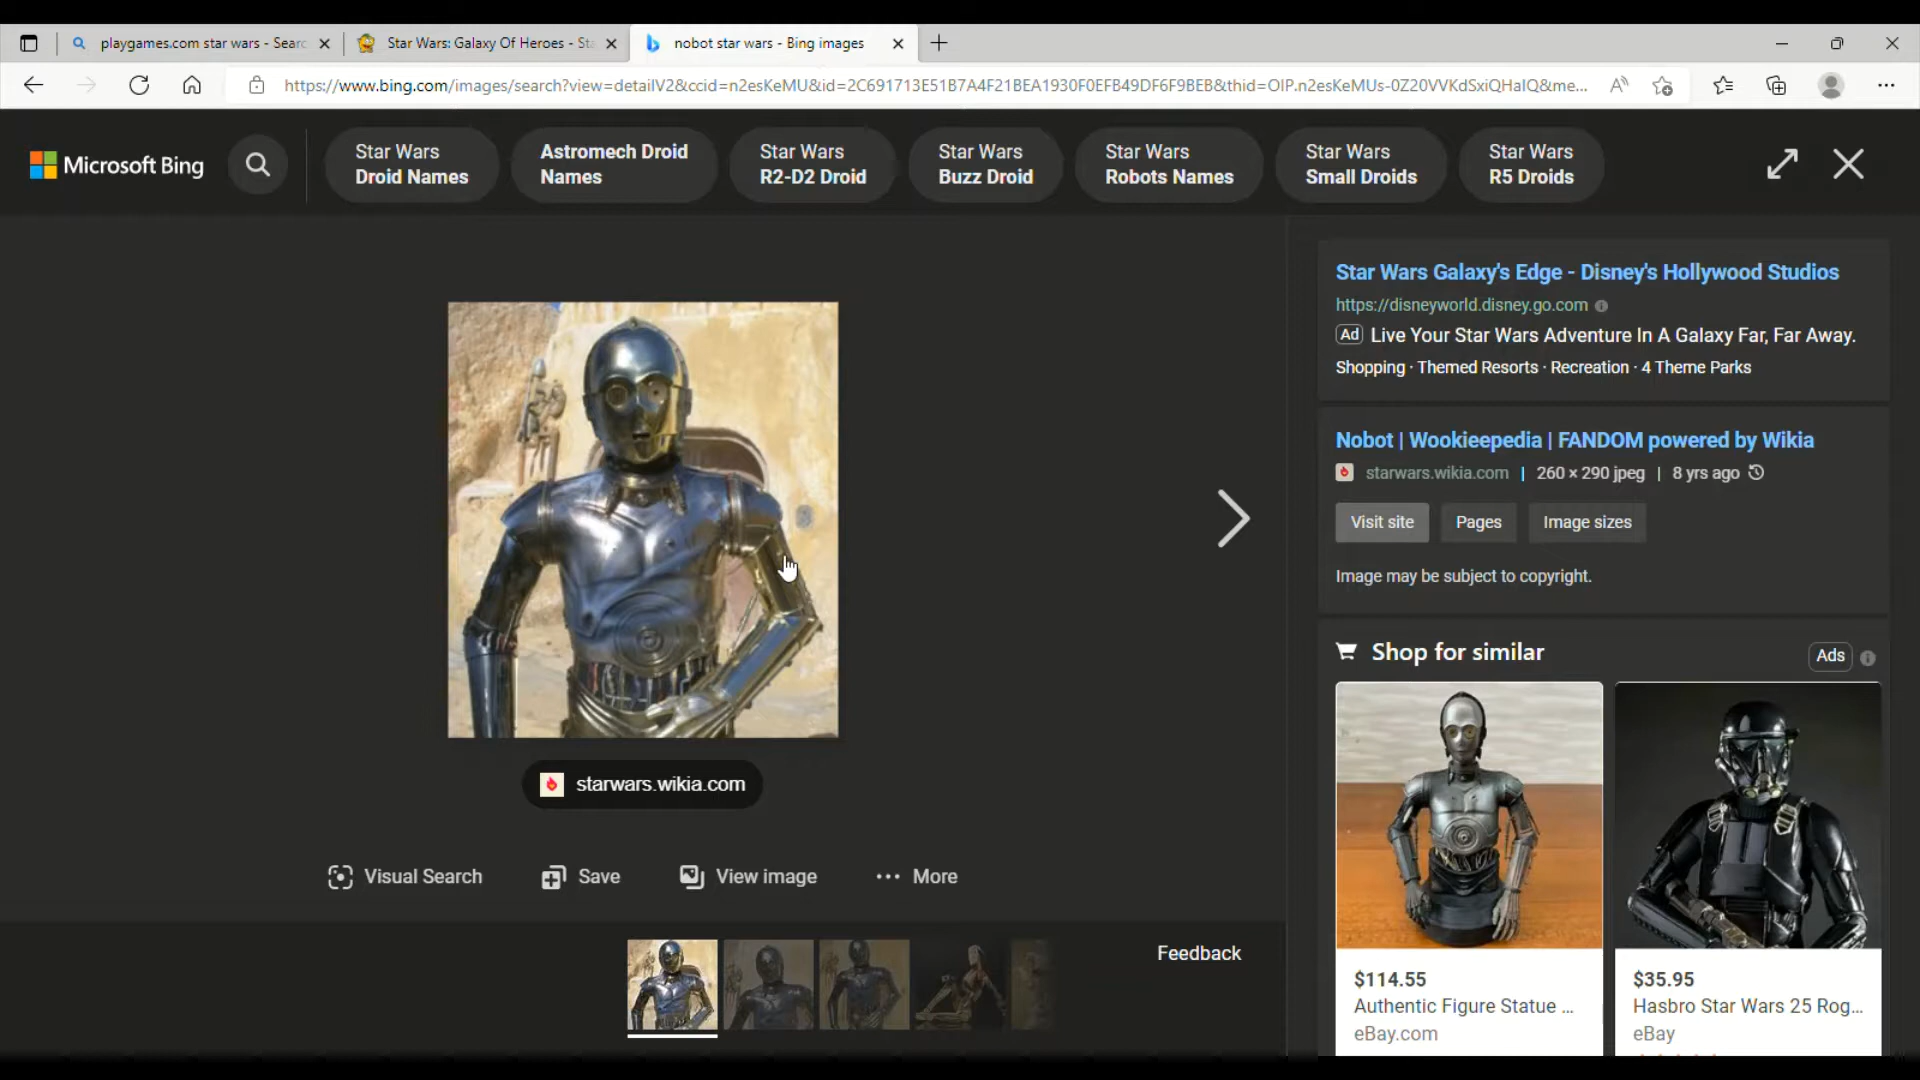 playgames.com star wars - Searc
Star Wars: Galaxy Of Heroes - Sta
nobot star wars - Bing images
https://www.bing.com/images/search?view=detailV2&ccid=n2esKeMU&id=2C691713E51B7A4F21BEA1930F0EFB49DF6F9BEB&thid=OIP.n2esKeMUs-0Z20VVKdSxiQHaIQ&me...
Microsoft Bing
Star Wars
Droid Names
Astromech Droid
Names
Star Wars
R2-D2 Droid
Star Wars
Buzz Droid
Star Wars
Robots Names
Star Wars
Small Droids
Star Wars
R5 Droids
Star Wars Galaxy's Edge - Disney's Hollywood Studios
https://disneyworld.disney.go.com
Ad Live Your Star Wars Adventure In A Galaxy Far, Far Away.
Shopping · Themed Resorts · Recreation · 4 Theme Parks
Nobot | Wookieepedia | FANDOM powered by Wikia
starwars.wikia.com | 260 × 290 jpeg | 8 yrs ago
Visit site
Pages
Image sizes
Image may be subject to copyright.
Shop for similar
Ads
starwars.wikia.com
Visual Search
Save
View image
More
Feedback
$114.55
Authentic Figure Statue ...
eBay.com
$35.95
Hasbro Star Wars 25 Rog...
eBay